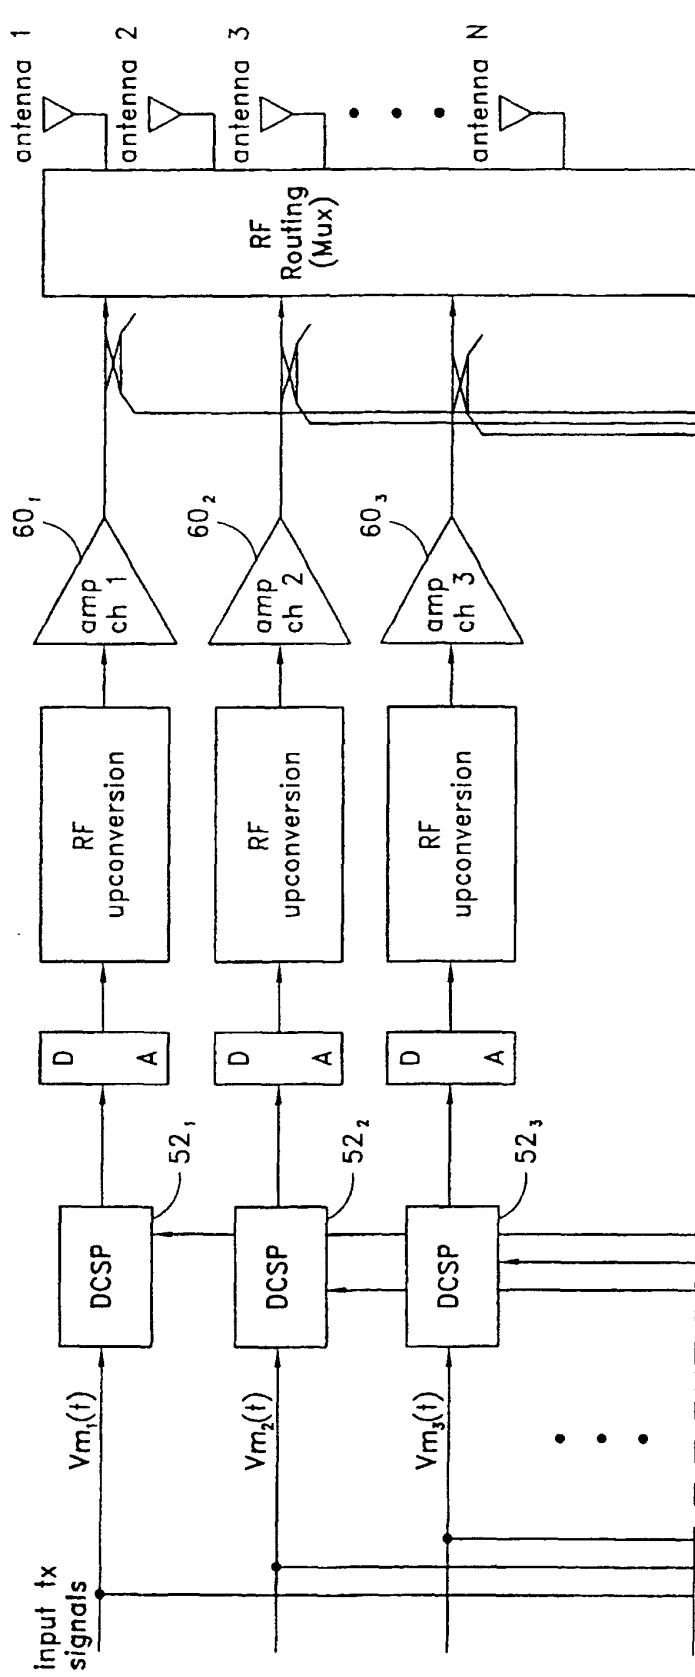 Input tx
signals
Vm₁(t)
DCSP
52₁
D
A
RF
upconversion
amp
ch 1
60₁
Vm₂(t)
DCSP
52₂
D
A
RF
upconversion
amp
ch 2
60₂
Vm₃(t)
DCSP
52₃
D
A
RF
upconversion
amp
ch 3
60₃
RF
Routing
(Mux)
antenna 1
antenna 2
antenna 3
antenna N